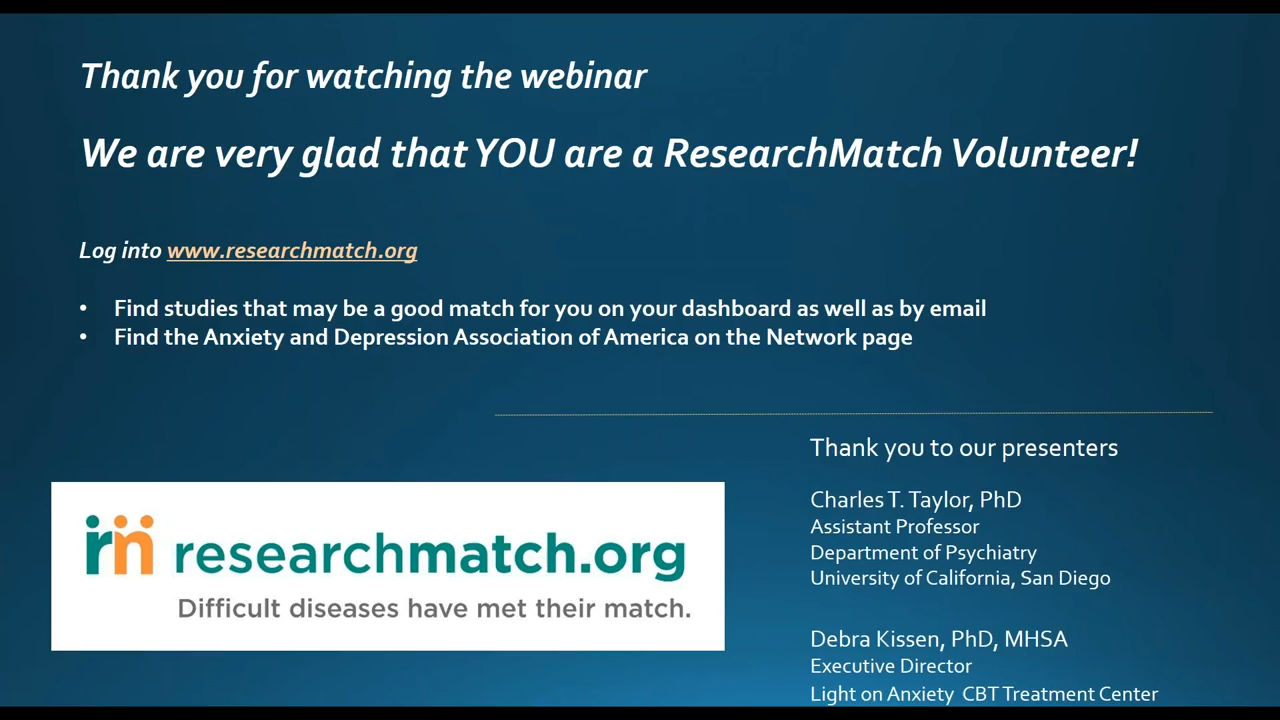 Thank you for watching the webinar
We are very glad that YOU are a ResearchMatch Volunteer!
Log into www.researchmatch.org
• Find studies that may be a good match for you on your dashboard as well as by email
• Find the Anxiety and Depression Association of America on the Network page
Thank you to our presenters
Charles T. Taylor, PhD
Assistant Professor
Department of Psychiatry
University of California, San Diego
Debra Kissen, PhD, MHSA
Executive Director
Light on Anxiety CBT Treatment Center
rm researchmatch.org
Difficult diseases have met their match.